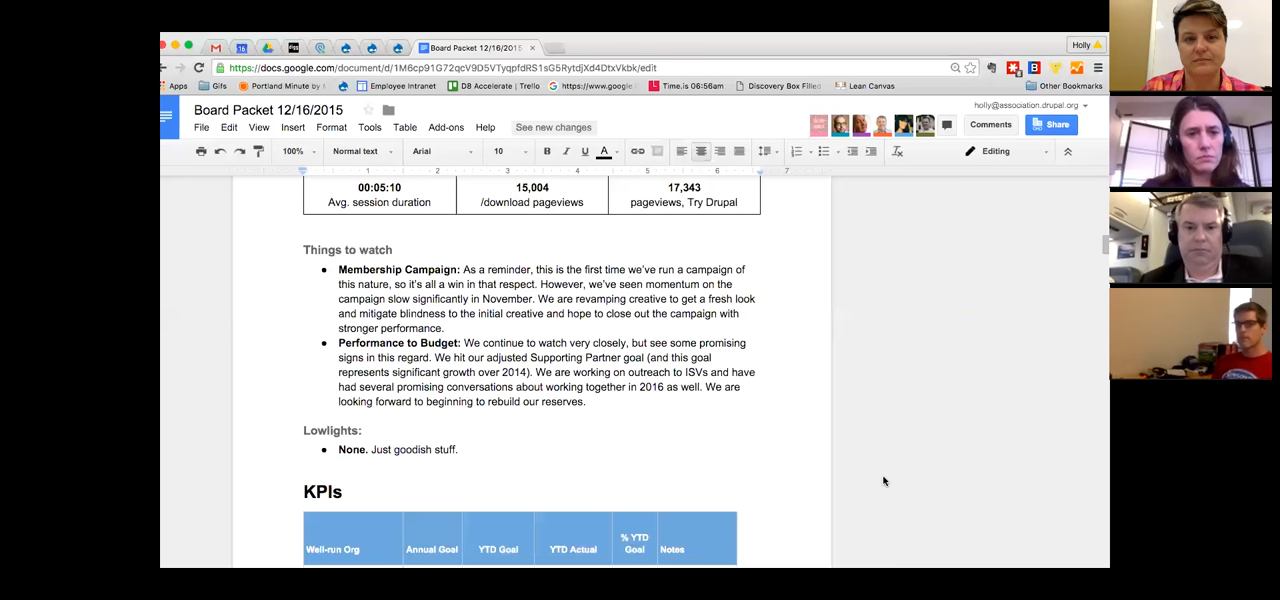 Board Packet 12/16/2015
Holly
https://docs.google.com/document/d/1M6cp91G72qcV9D5VTyqpfdRS1sG5RytdjXd4DtxVkbk/edit
Apps Gifs Portland Minute by Employee Intranet D8 Accelerate | Trello https://www.google. Time.is 06:56am Discovery Box Filled Lean Canvas Other Bookmarks
Board Packet 12/16/2015
holly@association.drupal.org
File Edit View Insert Format Tools Table Add-ons Help See new changes
Comments Share
100% Normal text Arial 10 B I U A Editing
1 2 3 4 5 6 7
00:05:10 15,004 17,343
Avg. session duration /download pageviews pageviews, Try Drupal
Things to watch
• Membership Campaign: As a reminder, this is the first time we've run a campaign of
this nature, so it's all a win in that respect. However, we've seen momentum on the
campaign slow significantly in November. We are revamping creative to get a fresh look
and mitigate blindness to the initial creative and hope to close out the campaign with
stronger performance.
• Performance to Budget: We continue to watch very closely, but see some promising
signs in this regard. We hit our adjusted Supporting Partner goal (and this goal
represents significant growth over 2014). We are working on outreach to ISVs and have
had several promising conversations about working together in 2016 as well. We are
looking forward to beginning to rebuild our reserves.
Lowlights:
• None. Just goodish stuff.
KPIs
Well-run Org Annual Goal YTD Goal YTD Actual % YTD Goal Notes